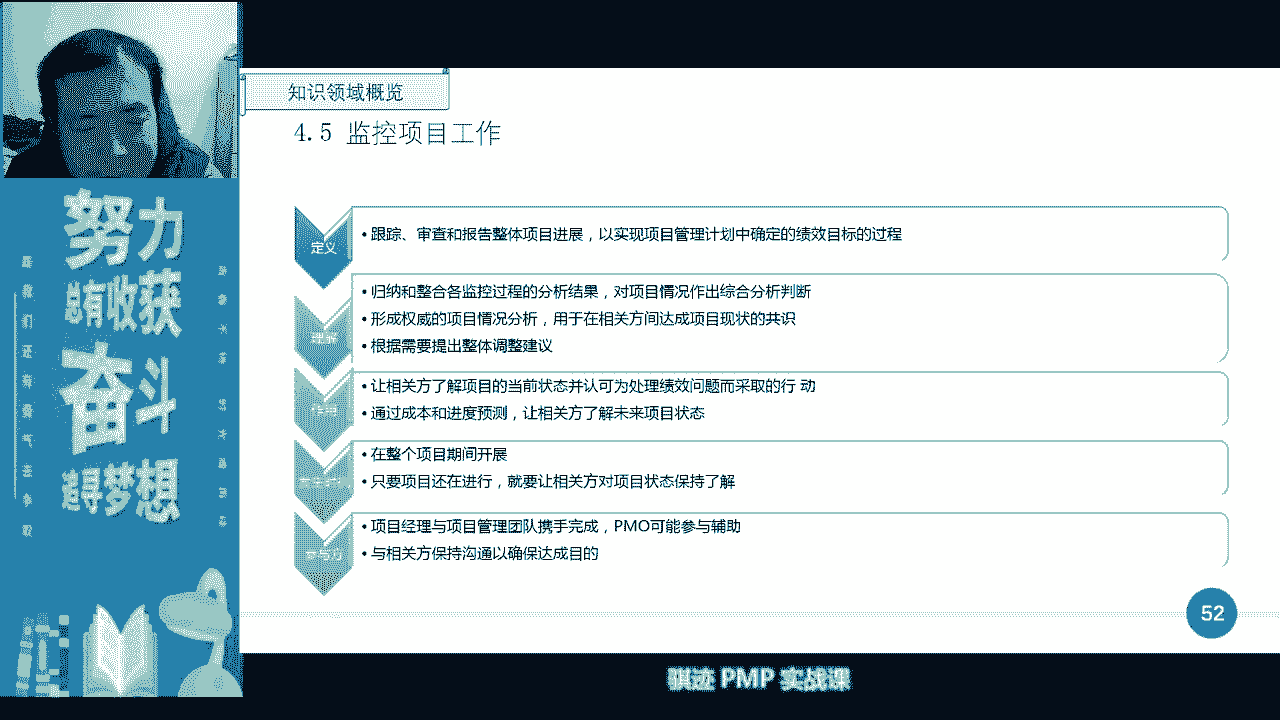 知识领域概览
4.5 监控项目工作
定义
• 跟踪、审查和报告整体项目进展，以实现项目管理计划中确定的绩效目标的过程
理解
• 归纳和整合各监控过程的分析结果，对项目情况作出综合分析判断
• 形成权威的项目情况分析，用于在相关方间达成项目现状的共识
• 根据需要提出整体调整建议
• 让相关方了解项目的当前状态并认可为处理绩效问题而采取的行 动
• 通过成本和进度预测，让相关方了解未来项目状态
• 在整个项目期间开展
• 只要项目还在进行，就要让相关方对项目状态保持了解
参与方
• 项目经理与项目管理团队携手完成，PMO可能参与辅助
• 与相关方保持沟通以确保达成目的
52
努力
总有收获
奋斗
追寻梦想
骐迹 PMP 实战课